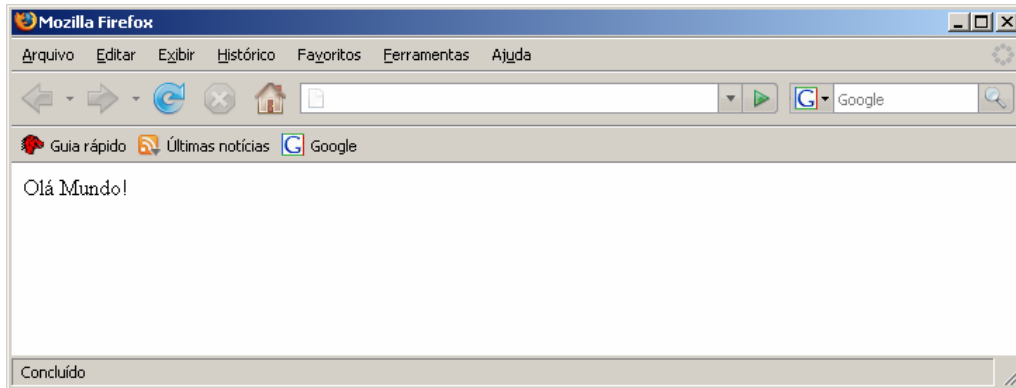 Mozilla Firefox
Arquivo Editar Exibir Histórico Favoritos Ferramentas Ajuda
G Google
Guia rápido Últimas notícias G Google
Olá Mundo!
Concluído